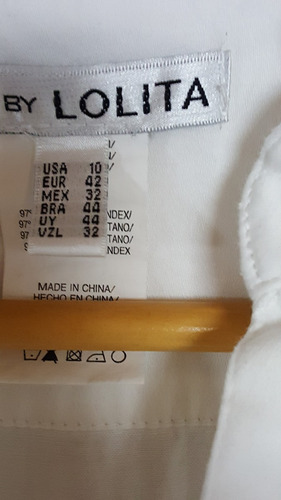 BY LOLITA
USA 10
EUR 42
MEX 32
BRA 44
UY 44
VZL 32
MADE IN CHINA/
HECHO EN CHINA/